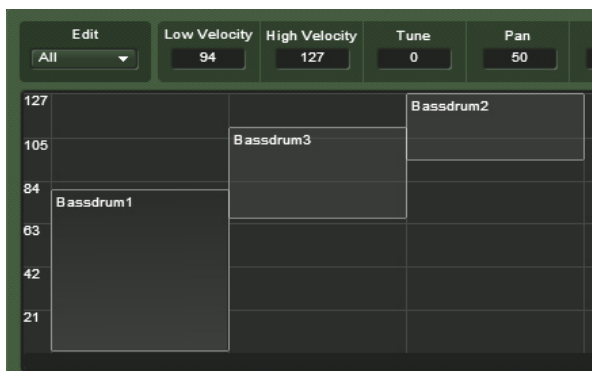 Edit
Low Velocity
High Velocity
Tune
Pan
All
94
127
0
50
127
Bassdrum2
105
Bassdrum3
84
Bassdrum1
63
42
21